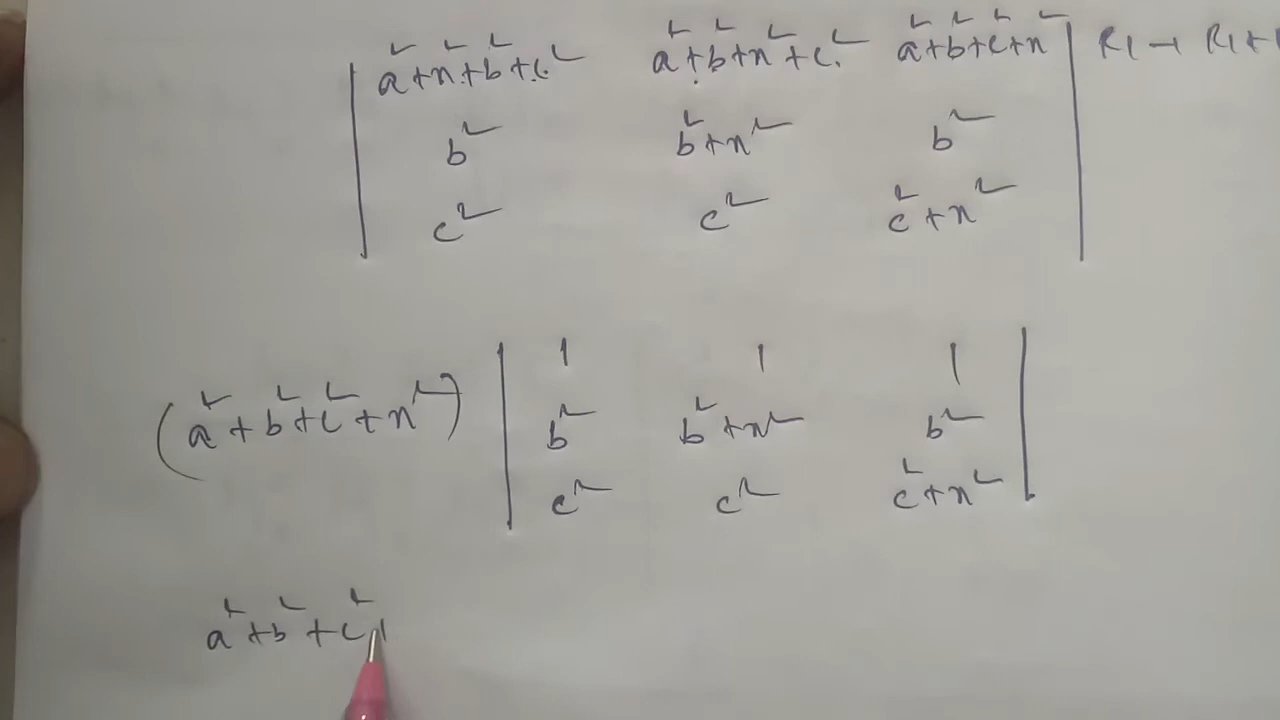 a²+x²+b²+c² a²+b²+x²+c² a²+b²+c²+x² R1 → R1+
b² b²+x² b²
c² c² c²+x²
1 1 1
(a²+b²+c²+x²) b² b²+x² b²
c² c² c²+x²
a²+b²+c²